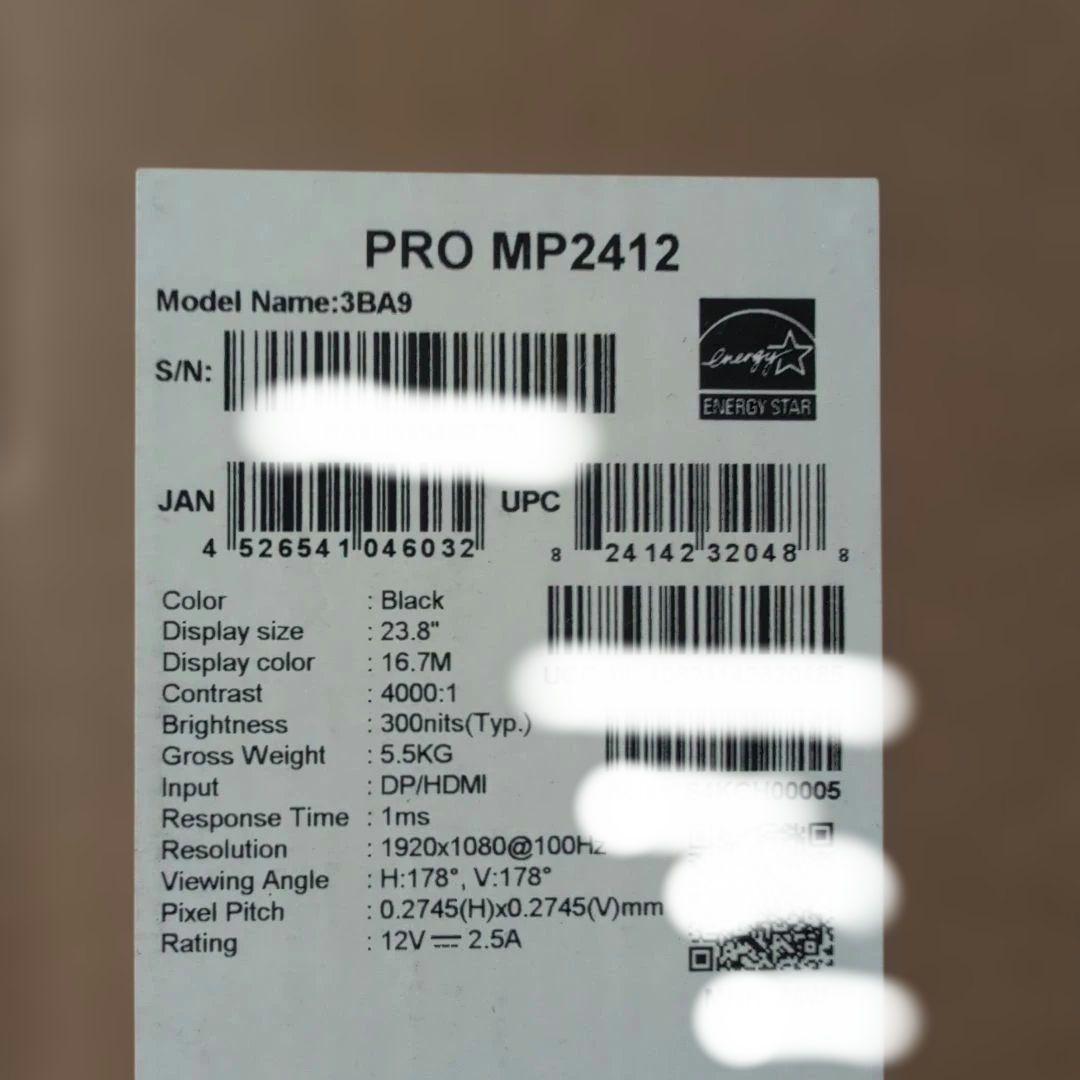 PRO MP2412
Model Name:3BA9
energy
ENERGY STAR
S/N:
JAN
4 526541 046032
UPC
8 24142 32048 8
Color : Black
Display size : 23.8"
Display color : 16.7M
Contrast : 4000:1
Brightness : 300nits(Typ.)
Gross Weight : 5.5KG
Input : DP/HDMI
Response Time : 1ms
Resolution : 1920x1080@100Hz
Viewing Angle : H:178°, V:178°
Pixel Pitch : 0.2745(H)x0.2745(V)mm
Rating : 12V⎓2.5A
00005